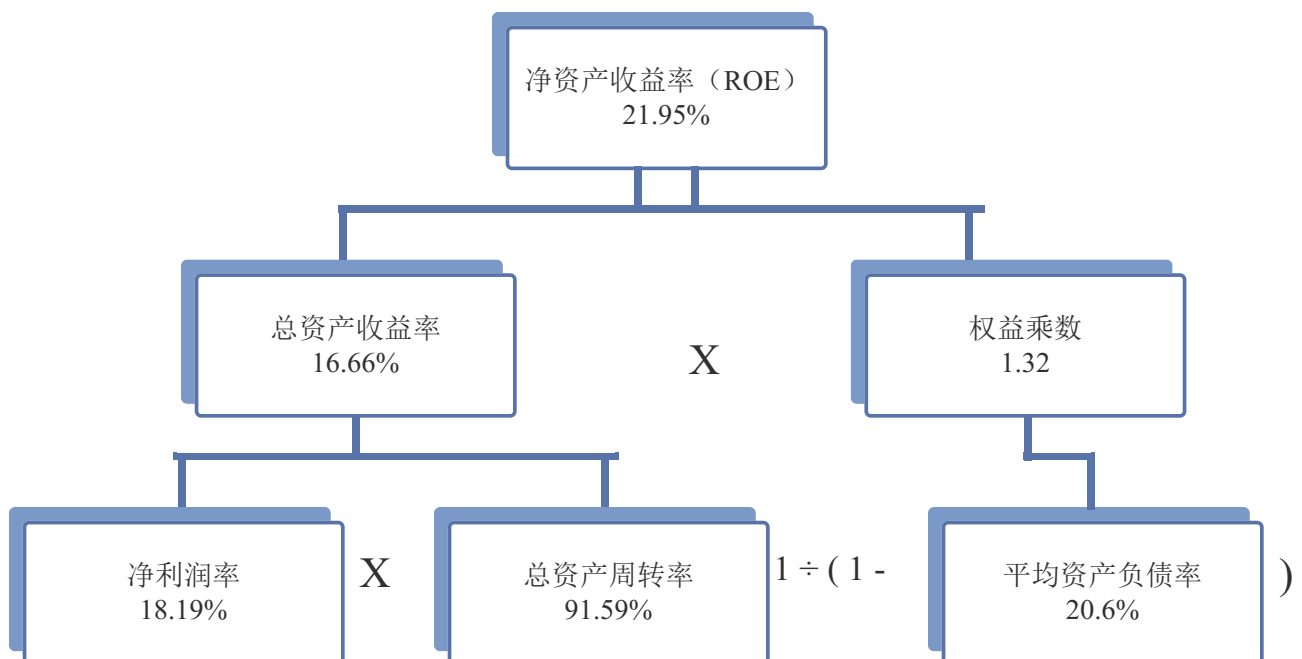 净资产收益率（ROE）
21.95%
总资产收益率
16.66%
X
权益乘数
1.32
净利润率
18.19%
X
总资产周转率
91.59%
1 ÷ ( 1 -
平均资产负债率
20.6%
)